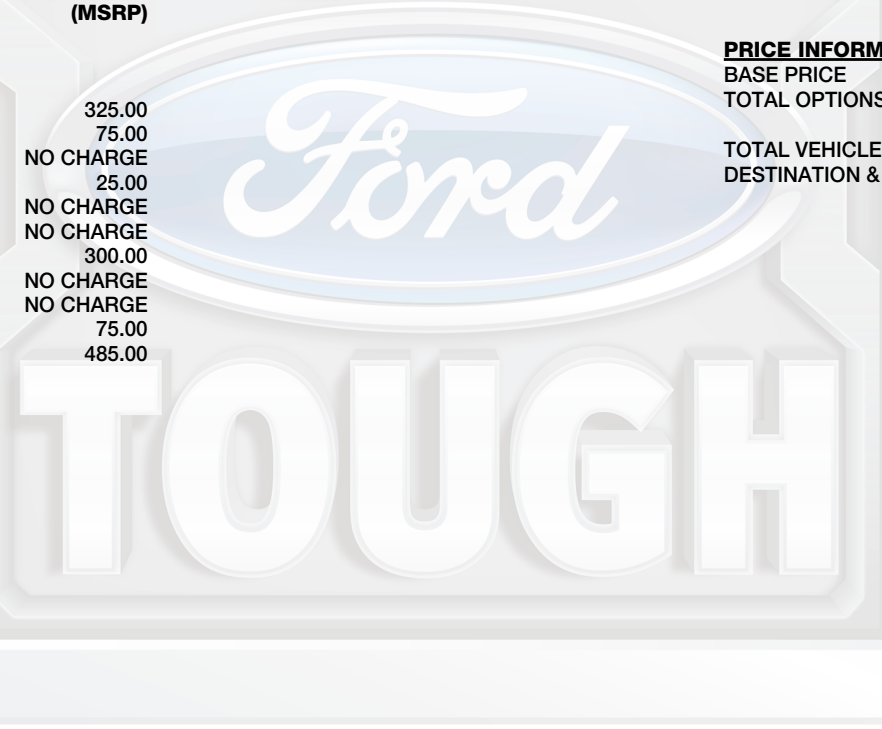 (MSRP)
325.00
75.00
NO CHARGE
25.00
NO CHARGE
NO CHARGE
300.00
NO CHARGE
NO CHARGE
75.00
485.00
PRICE INFORM
BASE PRICE
TOTAL OPTIONS
TOTAL VEHICLE
DESTINATION &
Ford
TOUGH